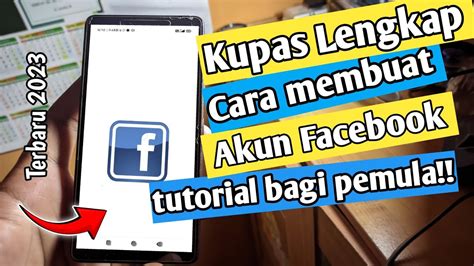 Kupas Lengkap
Cara membuat
Akun Facebook
tutorial bagi pemula!!
Terbaru 2023
f